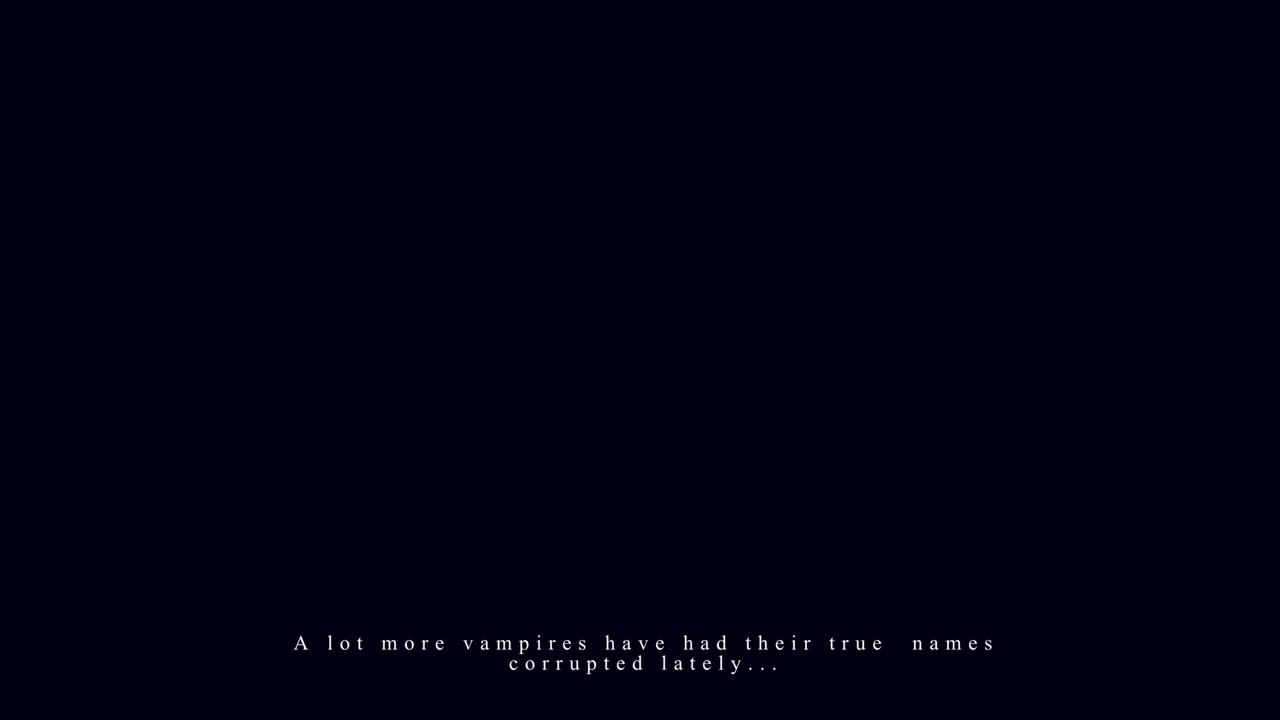 A lot more vampires have had their true  names
corrupted lately...